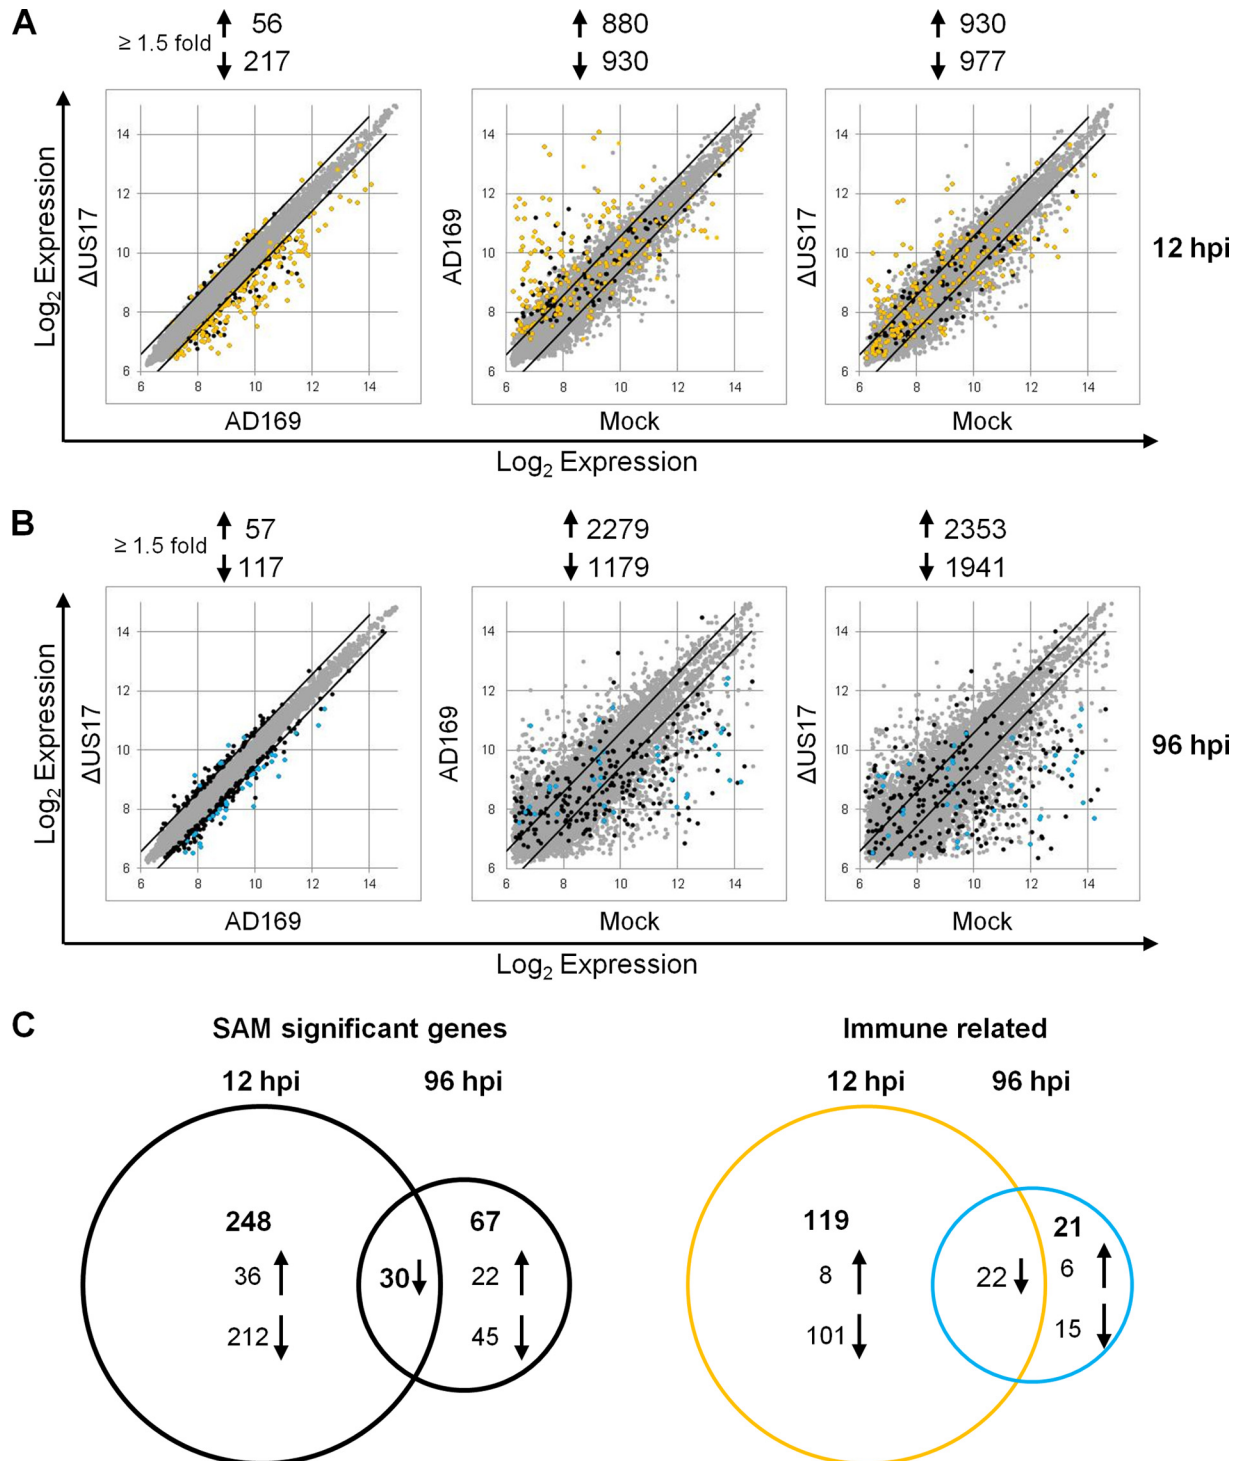 A
≥ 1.5 fold
56
217
880
930
930
977
Log2 Expression
ΔUS17
14
12
10
8
6
6 8 10 12 14
AD169
AD169
14
12
10
8
6
6 8 10 12 14
Mock
ΔUS17
14
12
10
8
6
6 8 10 12 14
Mock
12 hpi
Log2 Expression
B
≥ 1.5 fold
57
117
2279
1179
2353
1941
Log2 Expression
ΔUS17
14
12
10
8
6
6 8 10 12 14
AD169
AD169
14
12
10
8
6
6 8 10 12 14
Mock
ΔUS17
14
12
10
8
6
6 8 10 12 14
Mock
96 hpi
Log2 Expression
C
SAM significant genes
12 hpi 96 hpi
248
36
212
30
67
22
45
Immune related
12 hpi 96 hpi
119
8
101
22
21
6
15